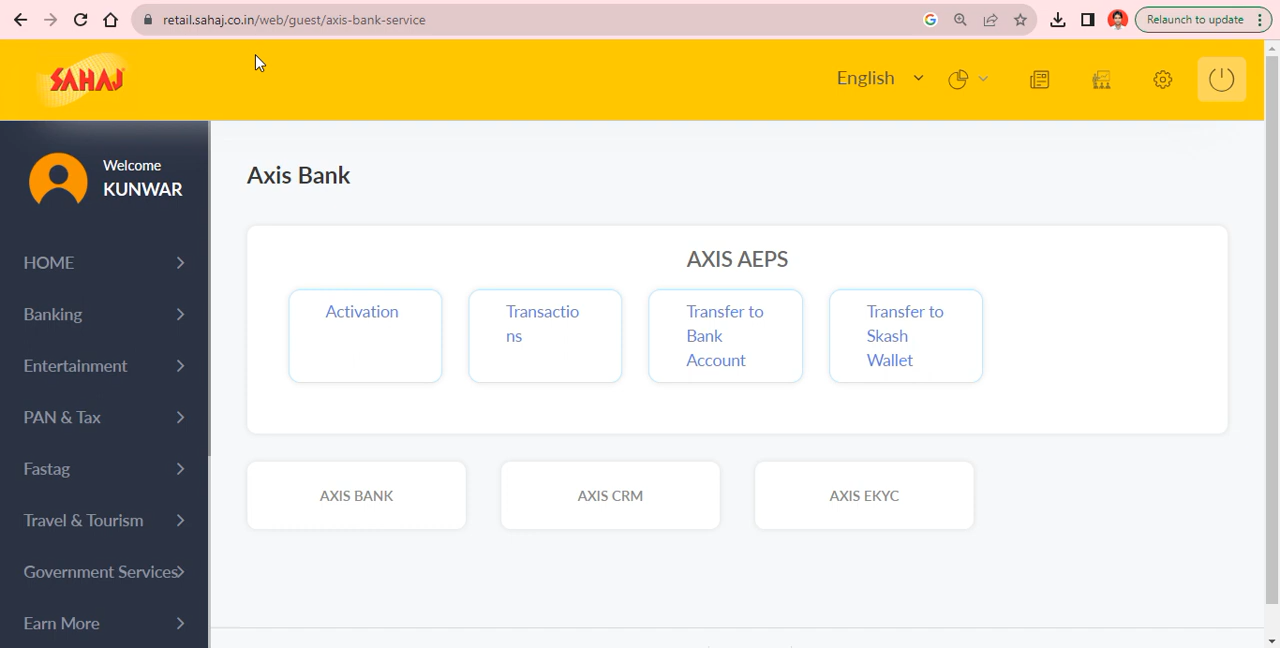 retail.sahaj.co.in/web/guest/axis-bank-service
Relaunch to update
SAHAJ
English
Welcome
KUNWAR
HOME
Banking
Entertainment
PAN & Tax
Fastag
Travel & Tourism
Government Services
Earn More
Axis Bank
AXIS AEPS
Activation
Transactio
ns
Transfer to
Bank
Account
Transfer to
Skash
Wallet
AXIS BANK
AXIS CRM
AXIS EKYC